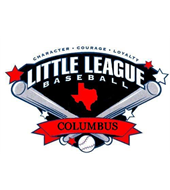 CHARACTER • COURAGE • LOYALTY
LITTLE LEAGUE
BASEBALL
COLUMBUS